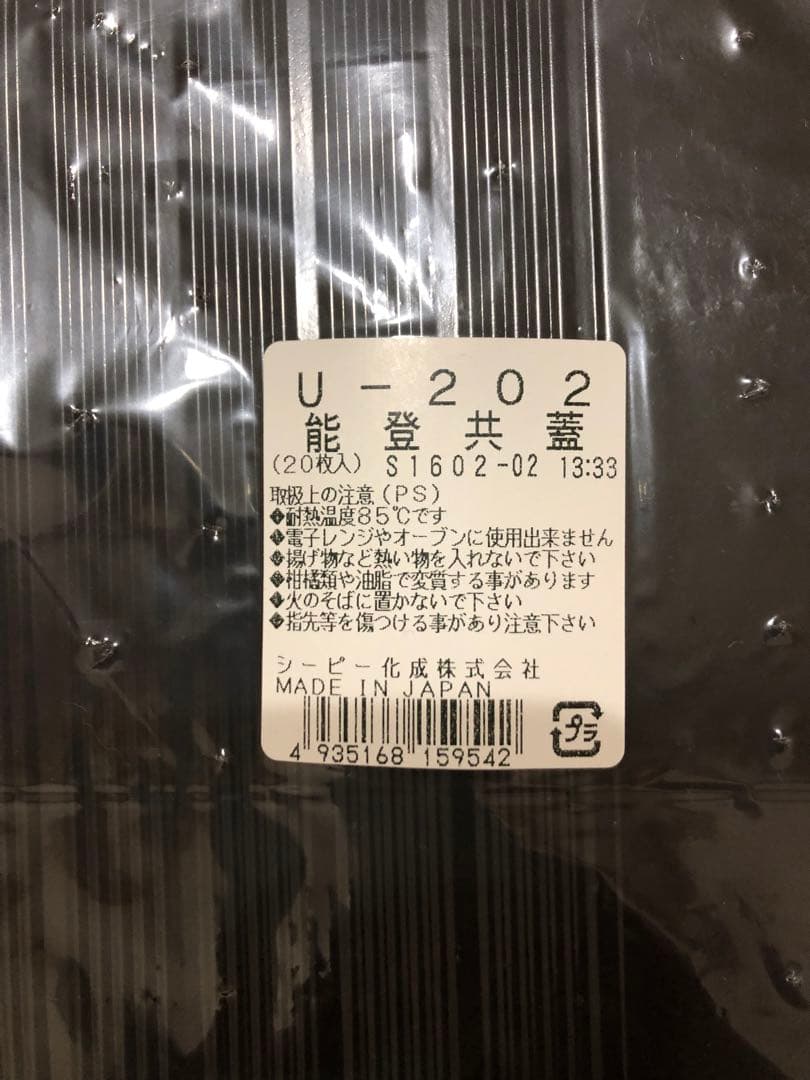 U-202
能登共蓋
(20枚入) S1602-02 13:33
取扱上の注意(PS)
◆耐熱温度85℃です
◆電子レンジやオーブンに使用出来ません
◆揚げ物など熱い物を入れないで下さい
◆柑橘類や油脂で変質する事があります
◆火のそばに置かないで下さい
◆指先等を傷つける事があり注意下さい
シーピー化成株式会社
MADE IN JAPAN
プラ
4 935168 159542